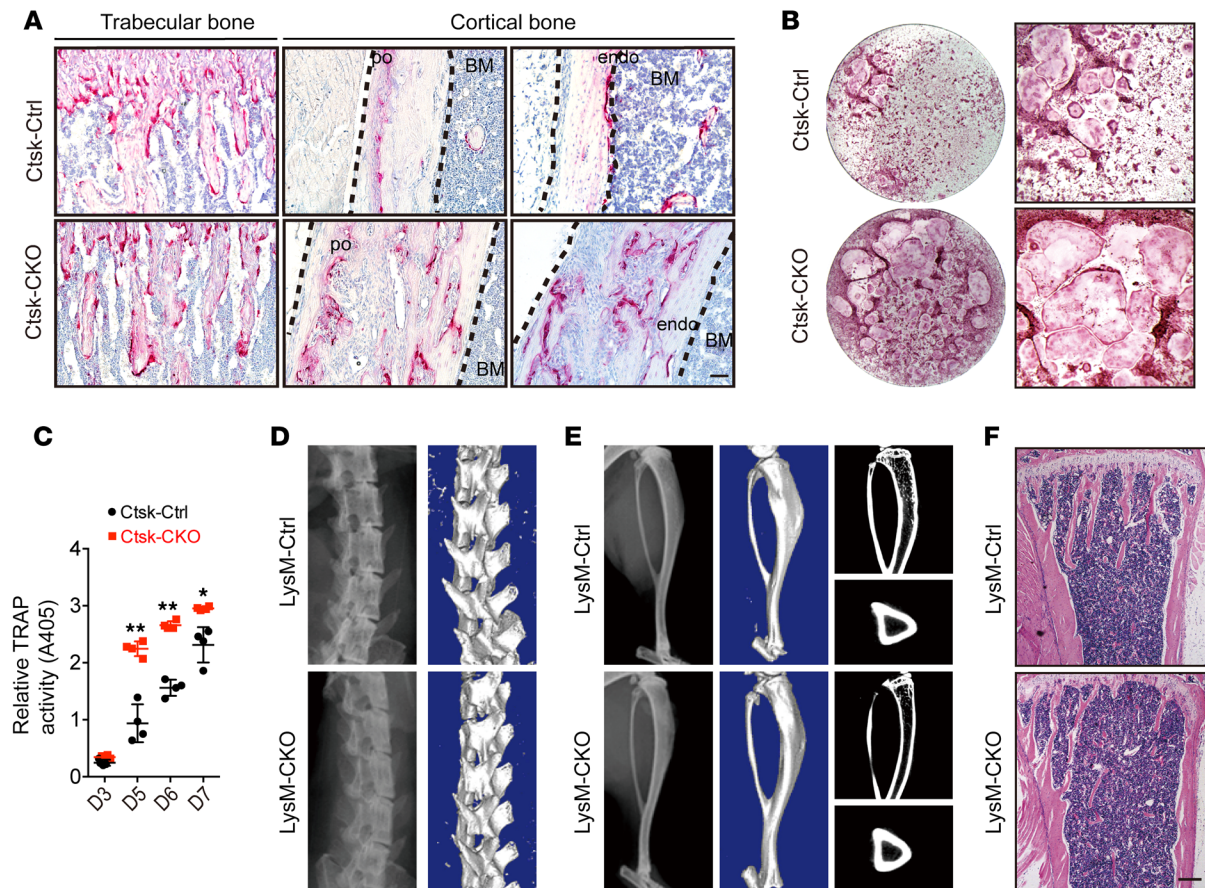 A
Trabecular bone
Cortical bone
Ctsk-Ctrl
po
BM
endo
BM
Ctsk-CKO
po
BM
endo
BM
B
Ctsk-Ctrl
Ctsk-CKO
C
Ctsk-Ctrl
Ctsk-CKO
Relative TRAP
activity (A405)
4
3
2
1
0
**
**
*
D3
D5
D6
D7
D
LysM-Ctrl
LysM-CKO
E
LysM-Ctrl
LysM-CKO
F
LysM-Ctrl
LysM-CKO